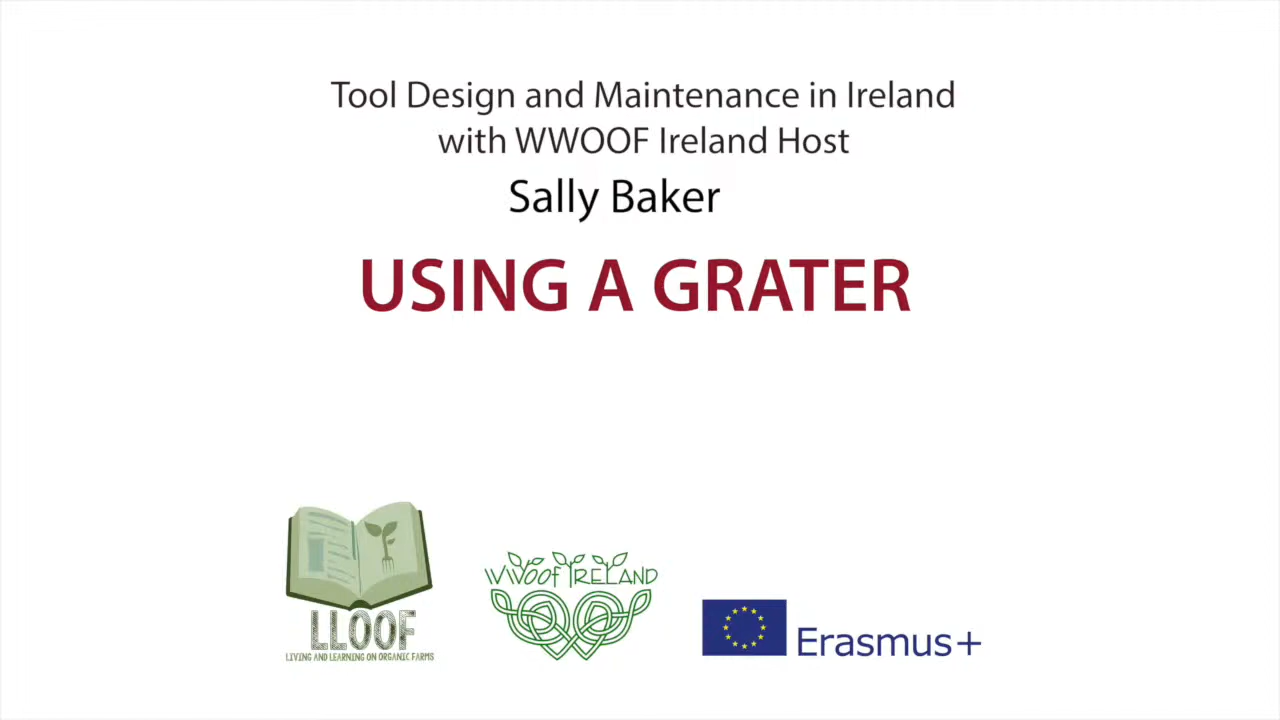 Tool Design and Maintenance in Ireland
with WWOOF Ireland Host
Sally Baker
USING A GRATER
LLOOF
LIVING AND LEARNING ON ORGANIC FARMS
WWOOF IRELAND
Erasmus+